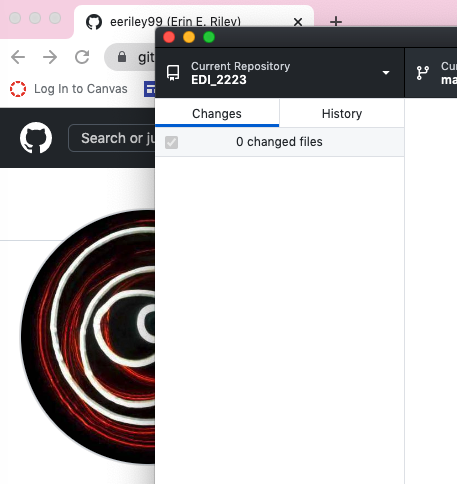 eeriley99 (Erin E. Riley)
git
Log In to Canvas
Search or ju
Current Repository
EDI_2223
Cu
ma
Changes
History
0 changed files